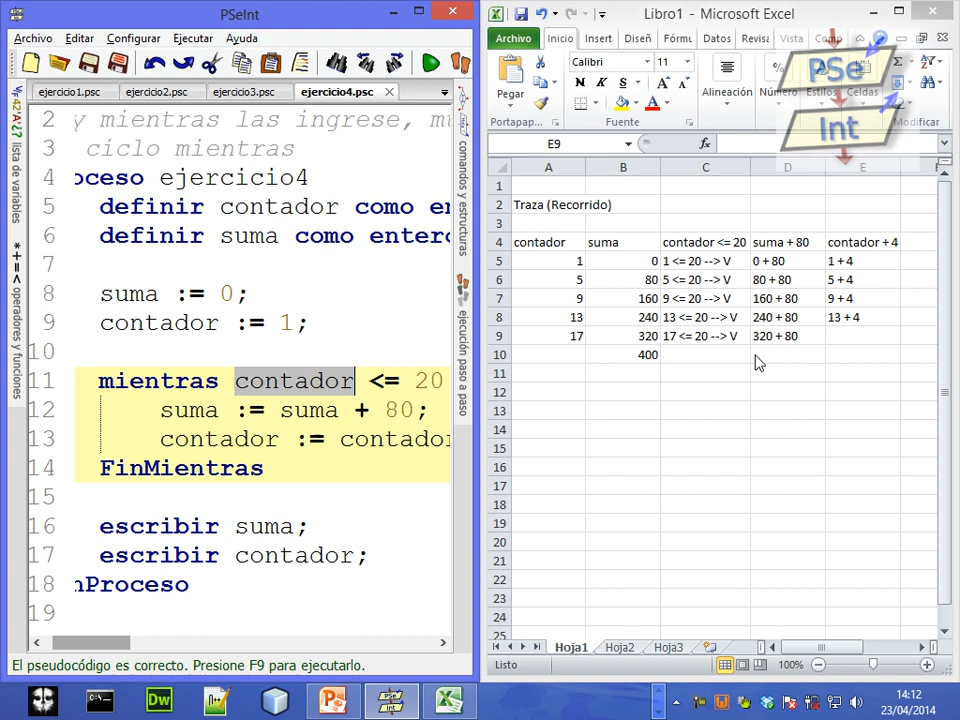 PSeInt
Archivo Editar Configurar Ejecutar Ayuda
ejercicio1.psc ejercicio2.psc ejercicio3.psc ejercicio4.psc
lista de variables
operadores y funciones
2 y mientras las ingrese, mu
3 ciclo mientras
4 oceso ejercicio4
5 definir contador como en
6 definir suma como entero
7
8 suma := 0;
9 contador := 1;
10
11 mientras contador <= 20
12 suma := suma + 80;
13 contador := contador
14 FinMientras
15
16 escribir suma;
17 escribir contador;
18 nProceso
19
comandos y estructuras
ejecución paso a paso
El pseudocódigo es correcto. Presione F9 para ejecutarlo.
Libro1 - Microsoft Excel
Archivo Inicio Insert Diseñ Fórmu Datos Revisa Vista Comp
Pegar
Calibri 11
N K S
Alineación Número Estilos Celdas
Portapap... Fuente Modificar
PSe
Int
E9 fx
A B C D E
1
2 Traza (Recorrido)
3
4 contador suma contador <= 20 suma + 80 contador + 4
5 1 0 1 <= 20 --> V 0 + 80 1 + 4
6 5 80 5 <= 20 --> V 80 + 80 5 + 4
7 9 160 9 <= 20 --> V 160 + 80 9 + 4
8 13 240 13 <= 20 --> V 240 + 80 13 + 4
9 17 320 17 <= 20 --> V 320 + 80
10 400
11
12
13
14
15
16
17
18
19
20
21
22
23
24
25
Hoja1 Hoja2 Hoja3
Listo 100%
Dw
PSe Int
14:12
23/04/2014